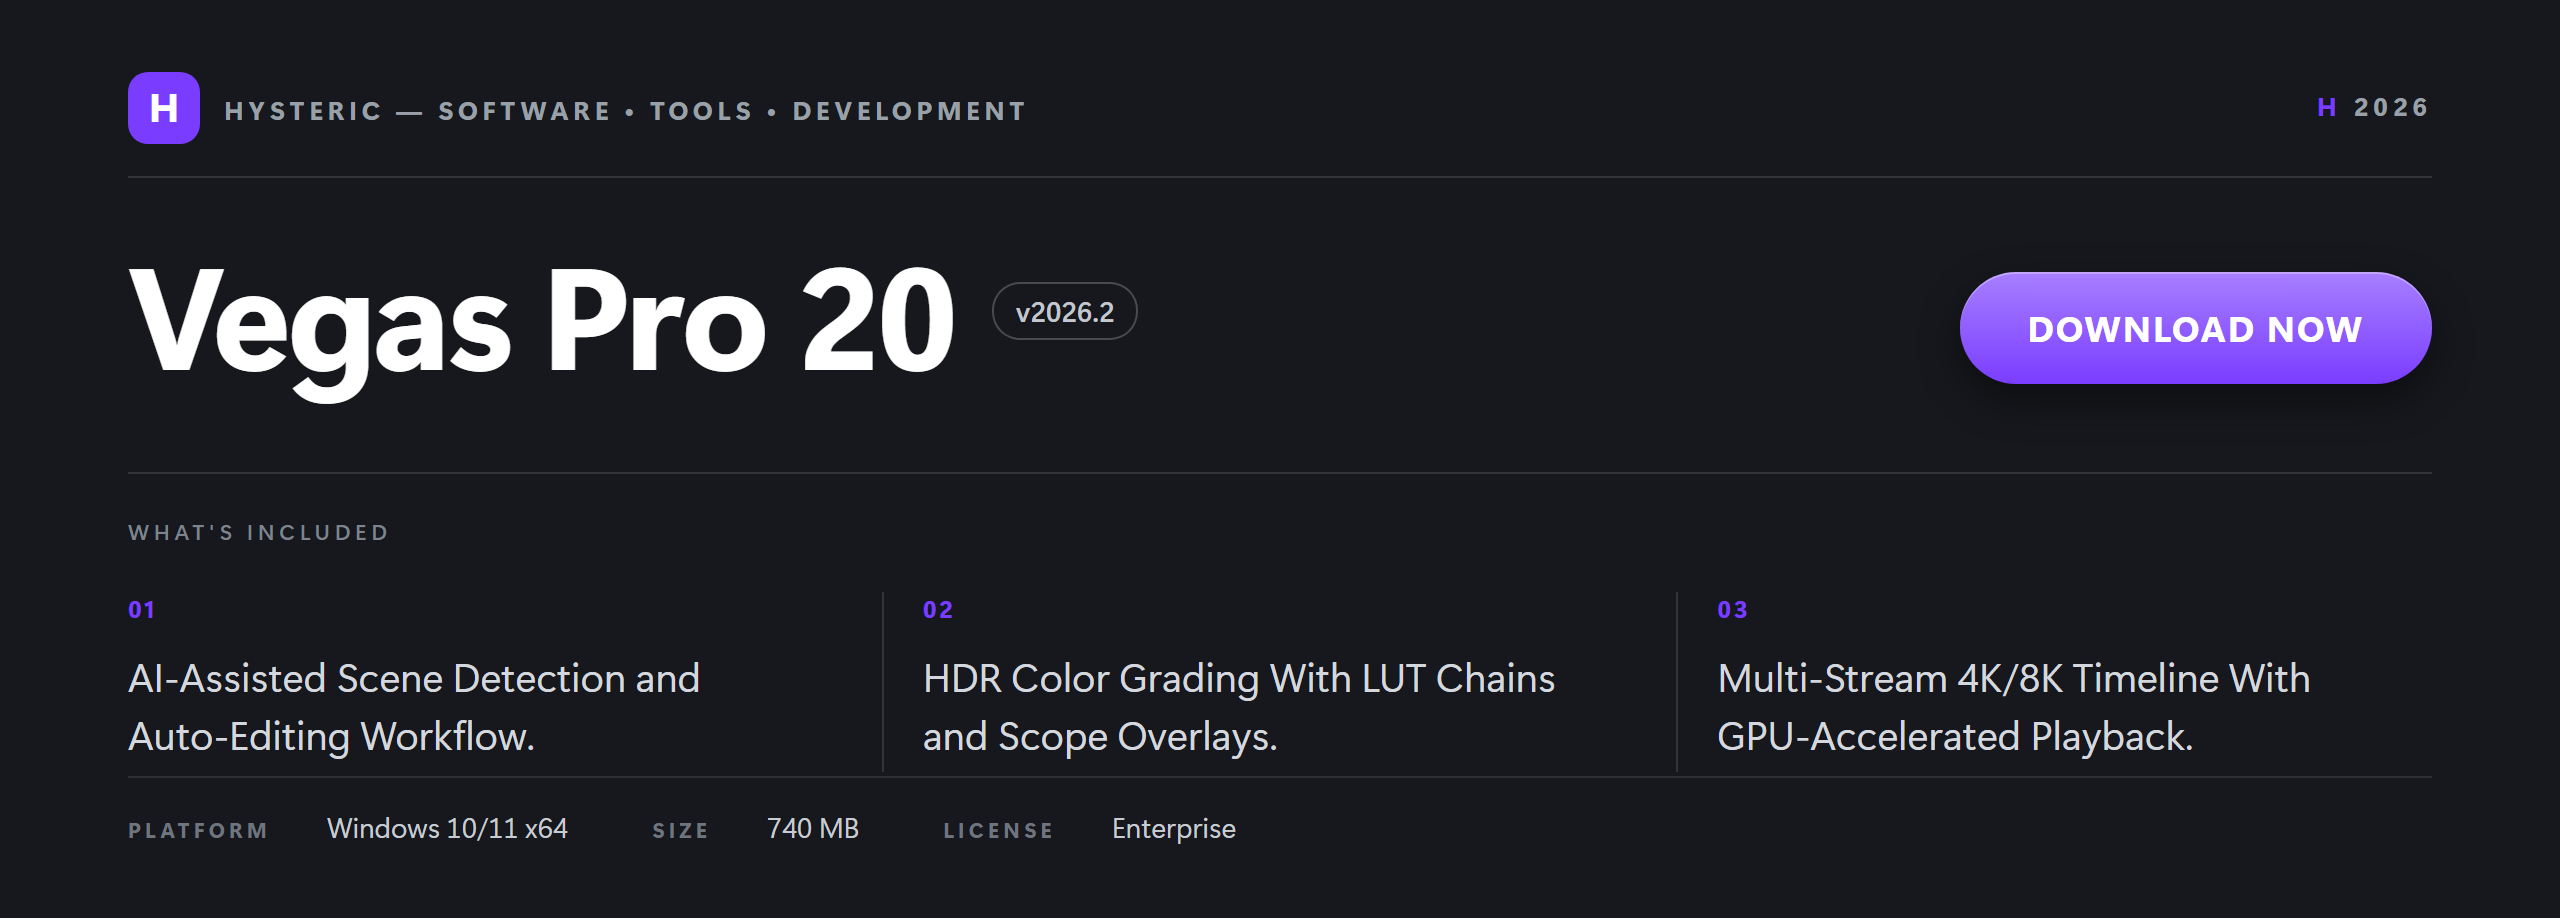 H HYSTERIC — SOFTWARE • TOOLS • DEVELOPMENT
H 2026
Vegas Pro 20 v2026.2
DOWNLOAD NOW
WHAT'S INCLUDED
01
AI-Assisted Scene Detection and
Auto-Editing Workflow.
02
HDR Color Grading With LUT Chains
and Scope Overlays.
03
Multi-Stream 4K/8K Timeline With
GPU-Accelerated Playback.
PLATFORM Windows 10/11 x64 SIZE 740 MB LICENSE Enterprise